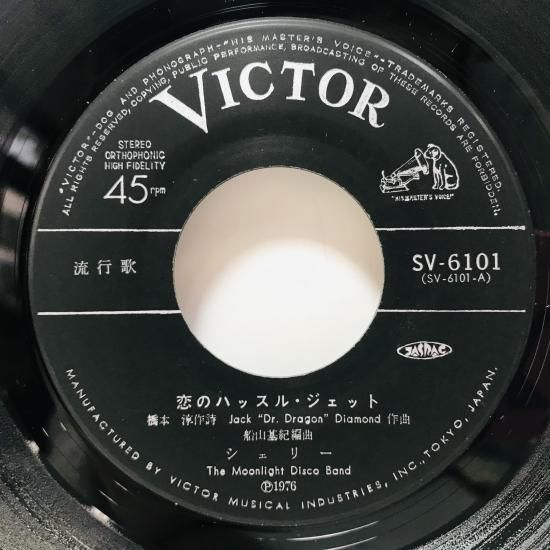 "VICTOR"—DOG AND PHONOGRAPH—"HIS MASTER'S VOICE"—TRADEMARKS REGISTERED.
ALL RIGHTS RESERVED, COPYING, PUBLIC PERFORMANCE, BROADCASTING OF THESE RECORDS ARE FORBIDDEN.
VICTOR
STEREO
ORTHOPHONIC
HIGH FIDELITY
45rpm
"HIS MASTER'S VOICE"
流行歌
SV-6101
(SV-6101-A)
JASRAC
恋のハッスル・ジェット
橋本 淳作詩 Jack "Dr. Dragon" Diamond 作曲
船山基紀編曲
シェリー
The Moonlight Disco Band
Ⓟ1976
MANUFACTURED BY VICTOR MUSICAL INDUSTRIES, INC., TOKYO, JAPAN.